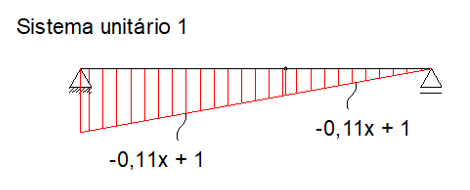 Sistema unitário 1
-0,11x + 1
-0,11x + 1